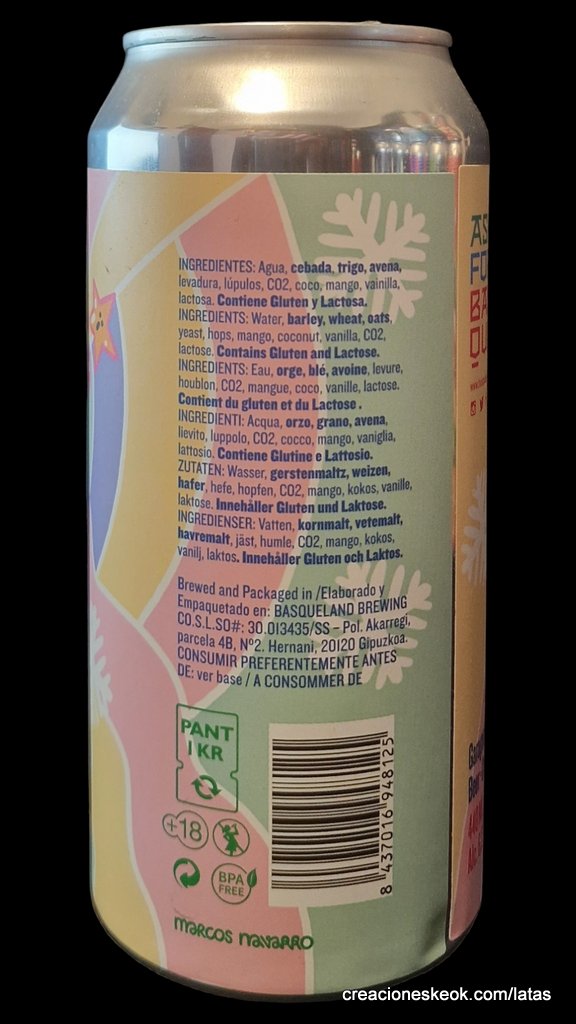 INGREDIENTES: Agua, cebada, trigo, avena,
levadura, lúpulos, CO2, coco, mango, vainilla,
lactosa. Contiene Gluten y Lactosa.
INGREDIENTS: Water, barley, wheat, oats,
yeast, hops, mango, coconut, vanilla, CO2,
lactose. Contains Gluten and Lactose.
INGREDIENTS: Eau, orge, blé, avoine, levure,
houblon, CO2, mangue, coco, vanille, lactose.
Contient du gluten et du Lactose .
INGREDIENTI: Acqua, orzo, grano, avena,
lievito, luppolo, CO2, cocco, mango, vaniglia,
lattosio. Contiene Glutine e Lattosio.
ZUTATEN: Wasser, gerstenmaltz, weizen,
hafer, hefe, hopfen, CO2, mango, kokos, vanille,
laktose. Innehåller Gluten und Laktose.
INGREDIENSER: Vatten, kornmalt, vetemalt,
havremalt, jäst, humle, CO2, mango, kokos,
vanilj, laktos. Innehåller Gluten och Laktos.
Brewed and Packaged in /Elaborado y
Empaquetado en: BASQUELAND BREWING
CO.S.L.SO#: 30.013435/SS – Pol. Akarregi,
parcela 4B, Nº2. Hernani, 20120 Gipuzkoa.
CONSUMIR PREFERENTEMENTE ANTES
DE: ver base / A CONSOMMER DE
PANT
1 KR
+18
BPA
FREE
8 437016 948125
marcos navarro
AS
FO
BA
QU
creacioneskeok.com/latas